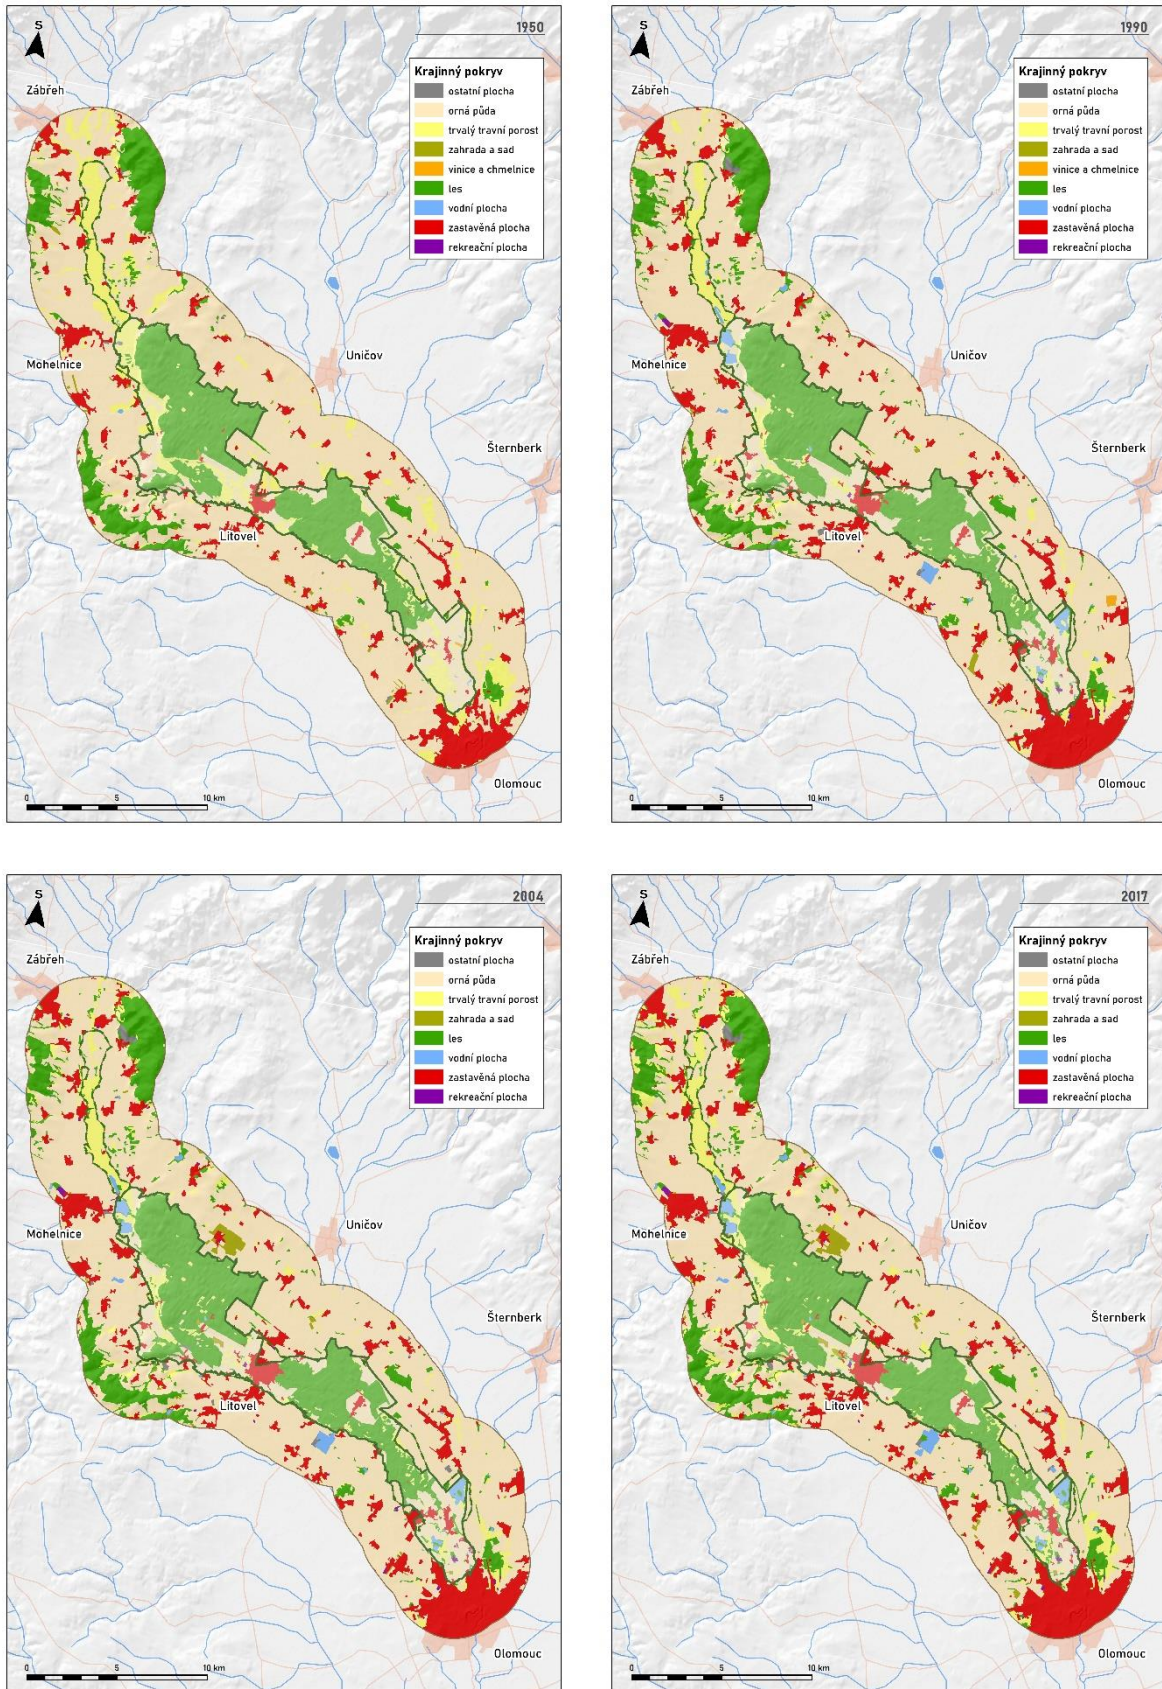 1950
S
Zábřeh
Krajinný pokryv
ostatní plocha
orná půda
trvalý travní porost
zahrada a sad
vinice a chmelnice
les
vodní plocha
zastavěná plocha
rekreační plocha
Mohelnice
Uničov
Šternberk
Litovel
Olomouc
0 5 10 km
1990
S
Zábřeh
Krajinný pokryv
ostatní plocha
orná půda
trvalý travní porost
zahrada a sad
vinice a chmelnice
les
vodní plocha
zastavěná plocha
rekreační plocha
Mohelnice
Uničov
Šternberk
Litovel
Olomouc
0 5 10 km
2004
S
Zábřeh
Krajinný pokryv
ostatní plocha
orná půda
trvalý travní porost
zahrada a sad
les
vodní plocha
zastavěná plocha
rekreační plocha
Mohelnice
Uničov
Šternberk
Litovel
Olomouc
0 5 10 km
2017
S
Zábřeh
Krajinný pokryv
ostatní plocha
orná půda
trvalý travní porost
zahrada a sad
les
vodní plocha
zastavěná plocha
rekreační plocha
Mohelnice
Uničov
Šternberk
Litovel
Olomouc
0 5 10 km